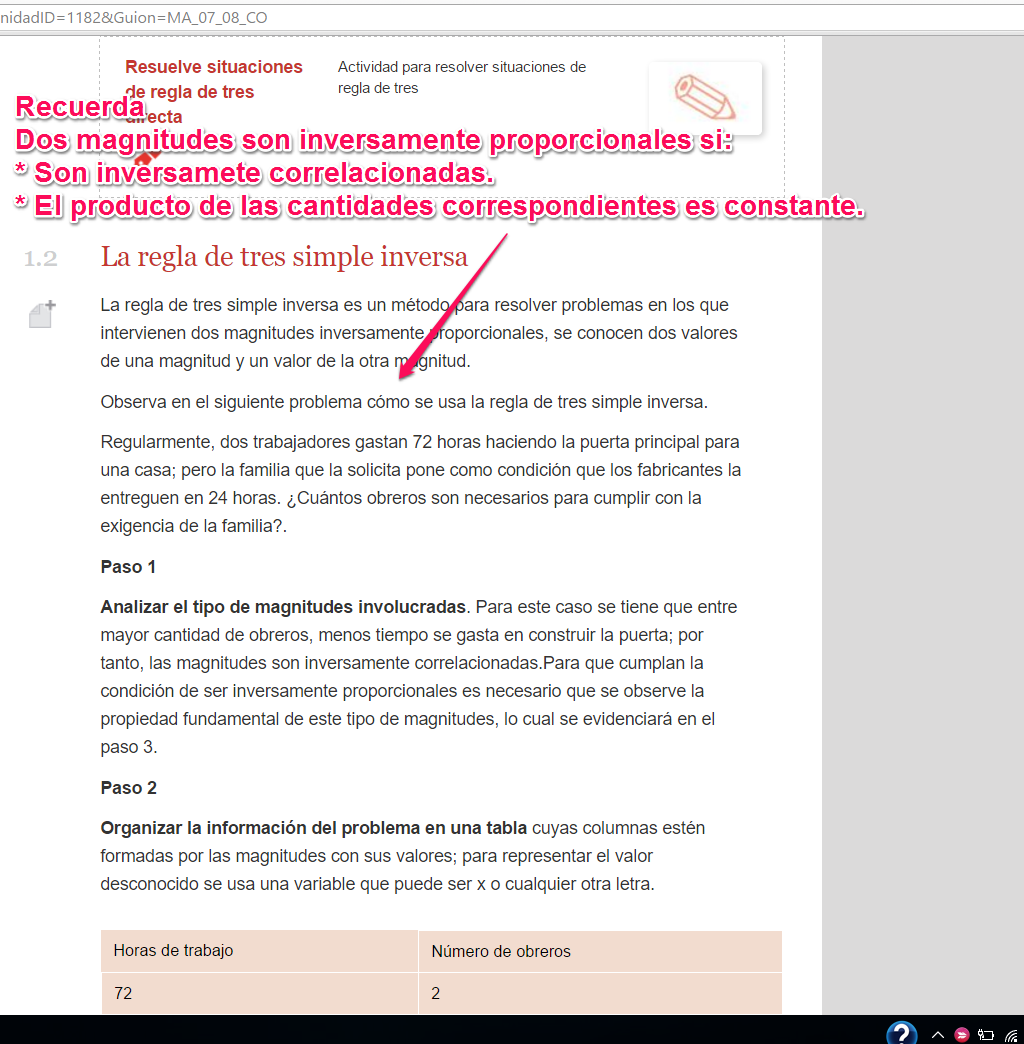 nidadID=1182&Guion=MA_07_08_CO
Resuelve situaciones
de regla de tres
directa
Actividad para resolver situaciones de
regla de tres
Recuerda
Dos magnitudes son inversamente proporcionales si:
* Son inversamete correlacionadas.
* El producto de las cantidades correspondientes es constante.
1.2 La regla de tres simple inversa
La regla de tres simple inversa es un método para resolver problemas en los que
intervienen dos magnitudes inversamente proporcionales, se conocen dos valores
de una magnitud y un valor de la otra magnitud.
Observa en el siguiente problema cómo se usa la regla de tres simple inversa.
Regularmente, dos trabajadores gastan 72 horas haciendo la puerta principal para
una casa; pero la familia que la solicita pone como condición que los fabricantes la
entreguen en 24 horas. ¿Cuántos obreros son necesarios para cumplir con la
exigencia de la familia?.
Paso 1
Analizar el tipo de magnitudes involucradas. Para este caso se tiene que entre
mayor cantidad de obreros, menos tiempo se gasta en construir la puerta; por
tanto, las magnitudes son inversamente correlacionadas.Para que cumplan la
condición de ser inversamente proporcionales es necesario que se observe la
propiedad fundamental de este tipo de magnitudes, lo cual se evidenciará en el
paso 3.
Paso 2
Organizar la información del problema en una tabla cuyas columnas estén
formadas por las magnitudes con sus valores; para representar el valor
desconocido se usa una variable que puede ser x o cualquier otra letra.
Horas de trabajo Número de obreros
72 2